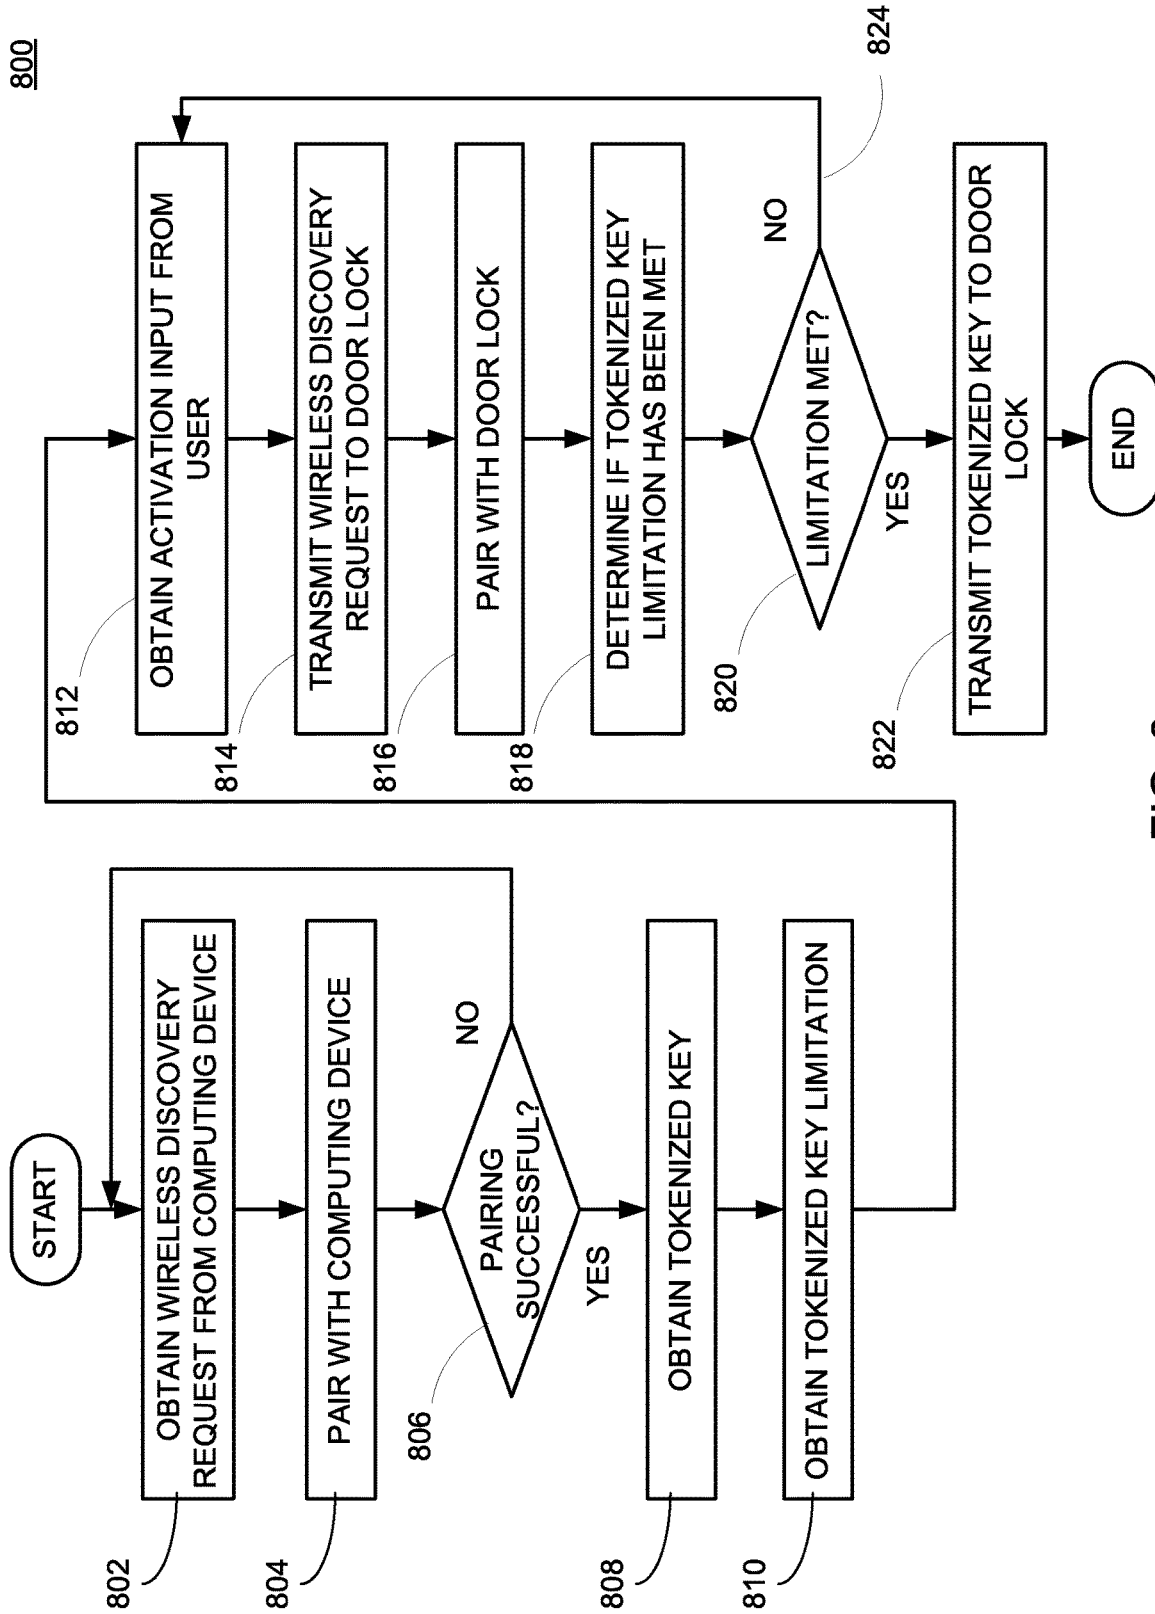 800
START
OBTAIN WIRELESS DISCOVERY
REQUEST FROM COMPUTING DEVICE
802
PAIR WITH COMPUTING DEVICE
804
PAIRING
SUCCESSFUL?
806
NO
YES
OBTAIN TOKENIZED KEY
808
OBTAIN TOKENIZED KEY LIMITATION
810
812
OBTAIN ACTIVATION INPUT FROM
USER
814
TRANSMIT WIRELESS DISCOVERY
REQUEST TO DOOR LOCK
816
PAIR WITH DOOR LOCK
818
DETERMINE IF TOKENIZED KEY
LIMITATION HAS BEEN MET
820
LIMITATION MET?
NO
824
YES
822
TRANSMIT TOKENIZED KEY TO DOOR
LOCK
END